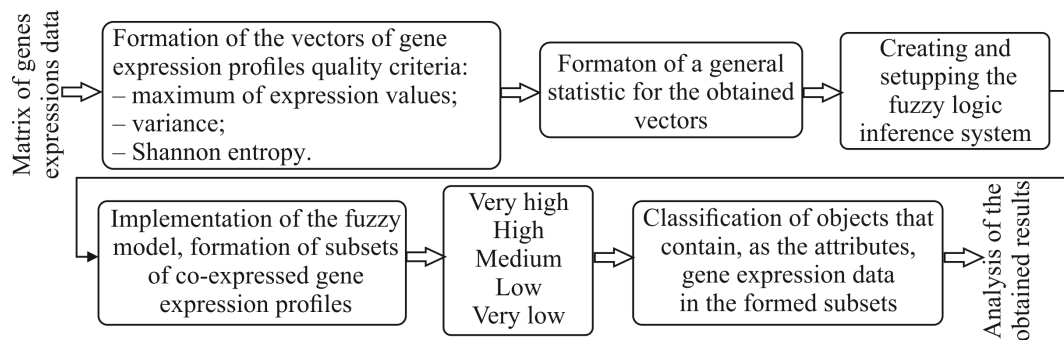 Matrix of genes
expressions data
Formation of the vectors of gene
expression profiles quality criteria:
– maximum of expression values;
– variance;
– Shannon entropy.
Formaton of a general
statistic for the obtained
vectors
Creating and
setupping the
fuzzy logic
inference system
Implementation of the fuzzy
model, formation of subsets
of co-expressed gene
expression profiles
Very high
High
Medium
Low
Very low
Classification of objects that
contain, as the attributes,
gene expression data
in the formed subsets
Analysis of the
obtained results